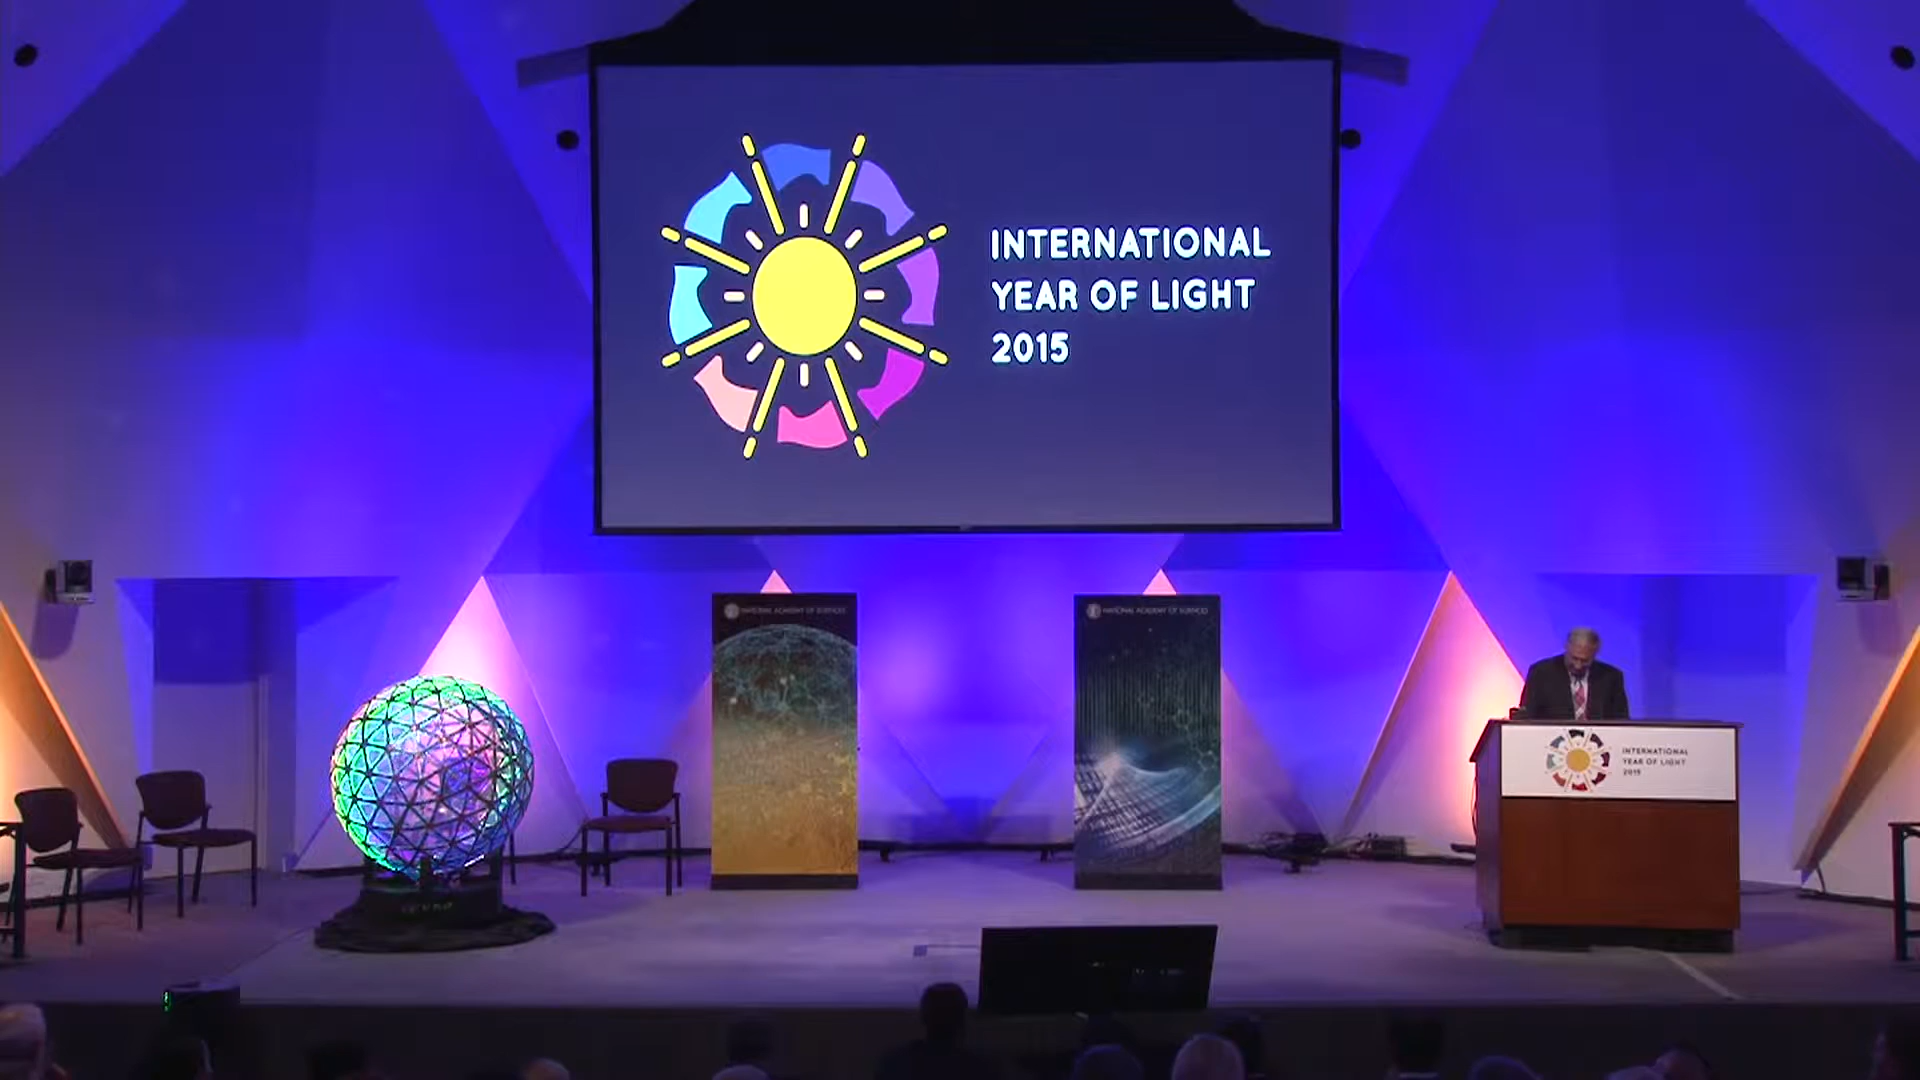 INTERNATIONAL
YEAR OF LIGHT
2015
NATIONAL ACADEMY OF SCIENCES
NATIONAL ACADEMY OF SCIENCES
INTERNATIONAL
YEAR OF LIGHT
2015